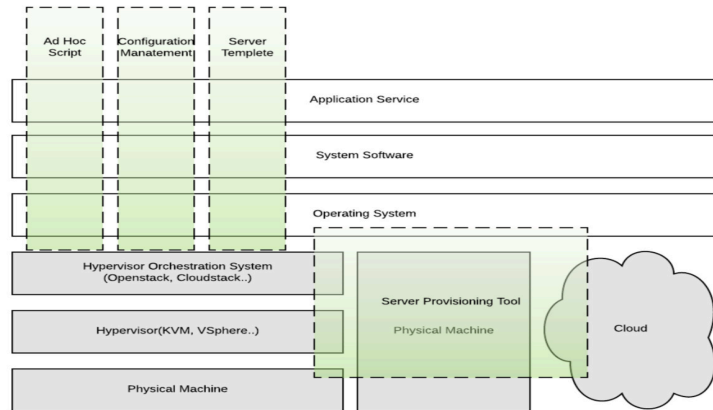 Ad Hoc
Script
Configuration
Manatement
Server
Templete
Application Service
System Software
Operating System
Hypervisor Orchestration System
(Openstack, Cloudstack..)
Server Provisioning Tool
Hypervisor(KVM, VSphere..)
Physical Machine
Cloud
Physical Machine